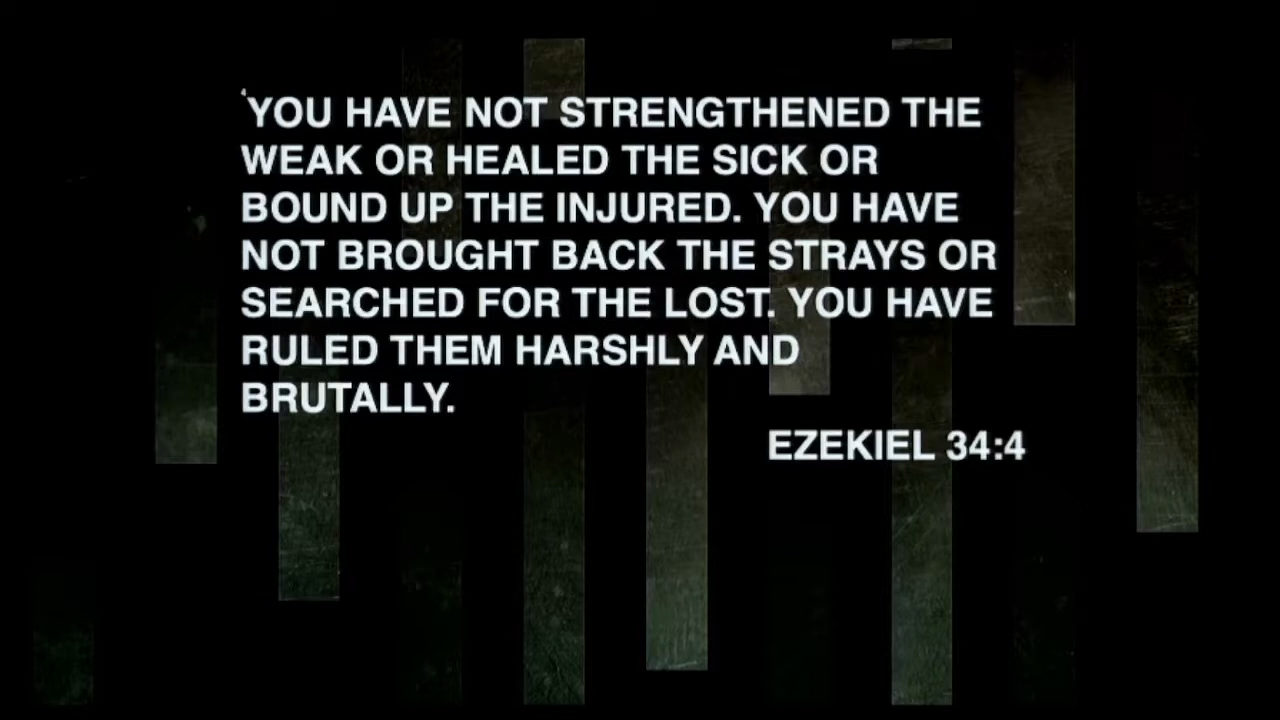 ‘YOU HAVE NOT STRENGTHENED THE
WEAK OR HEALED THE SICK OR
BOUND UP THE INJURED. YOU HAVE
NOT BROUGHT BACK THE STRAYS OR
SEARCHED FOR THE LOST. YOU HAVE
RULED THEM HARSHLY AND
BRUTALLY.
EZEKIEL 34:4